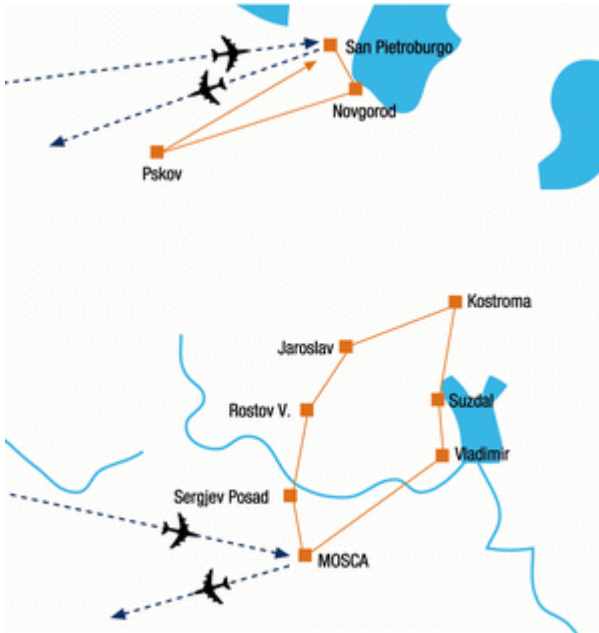 San Pietroburgo
Novgorod
Pskov
Kostroma
Jaroslav
Suzdal
Rostov V.
Vladimir
Sergjev Posad
MOSCA